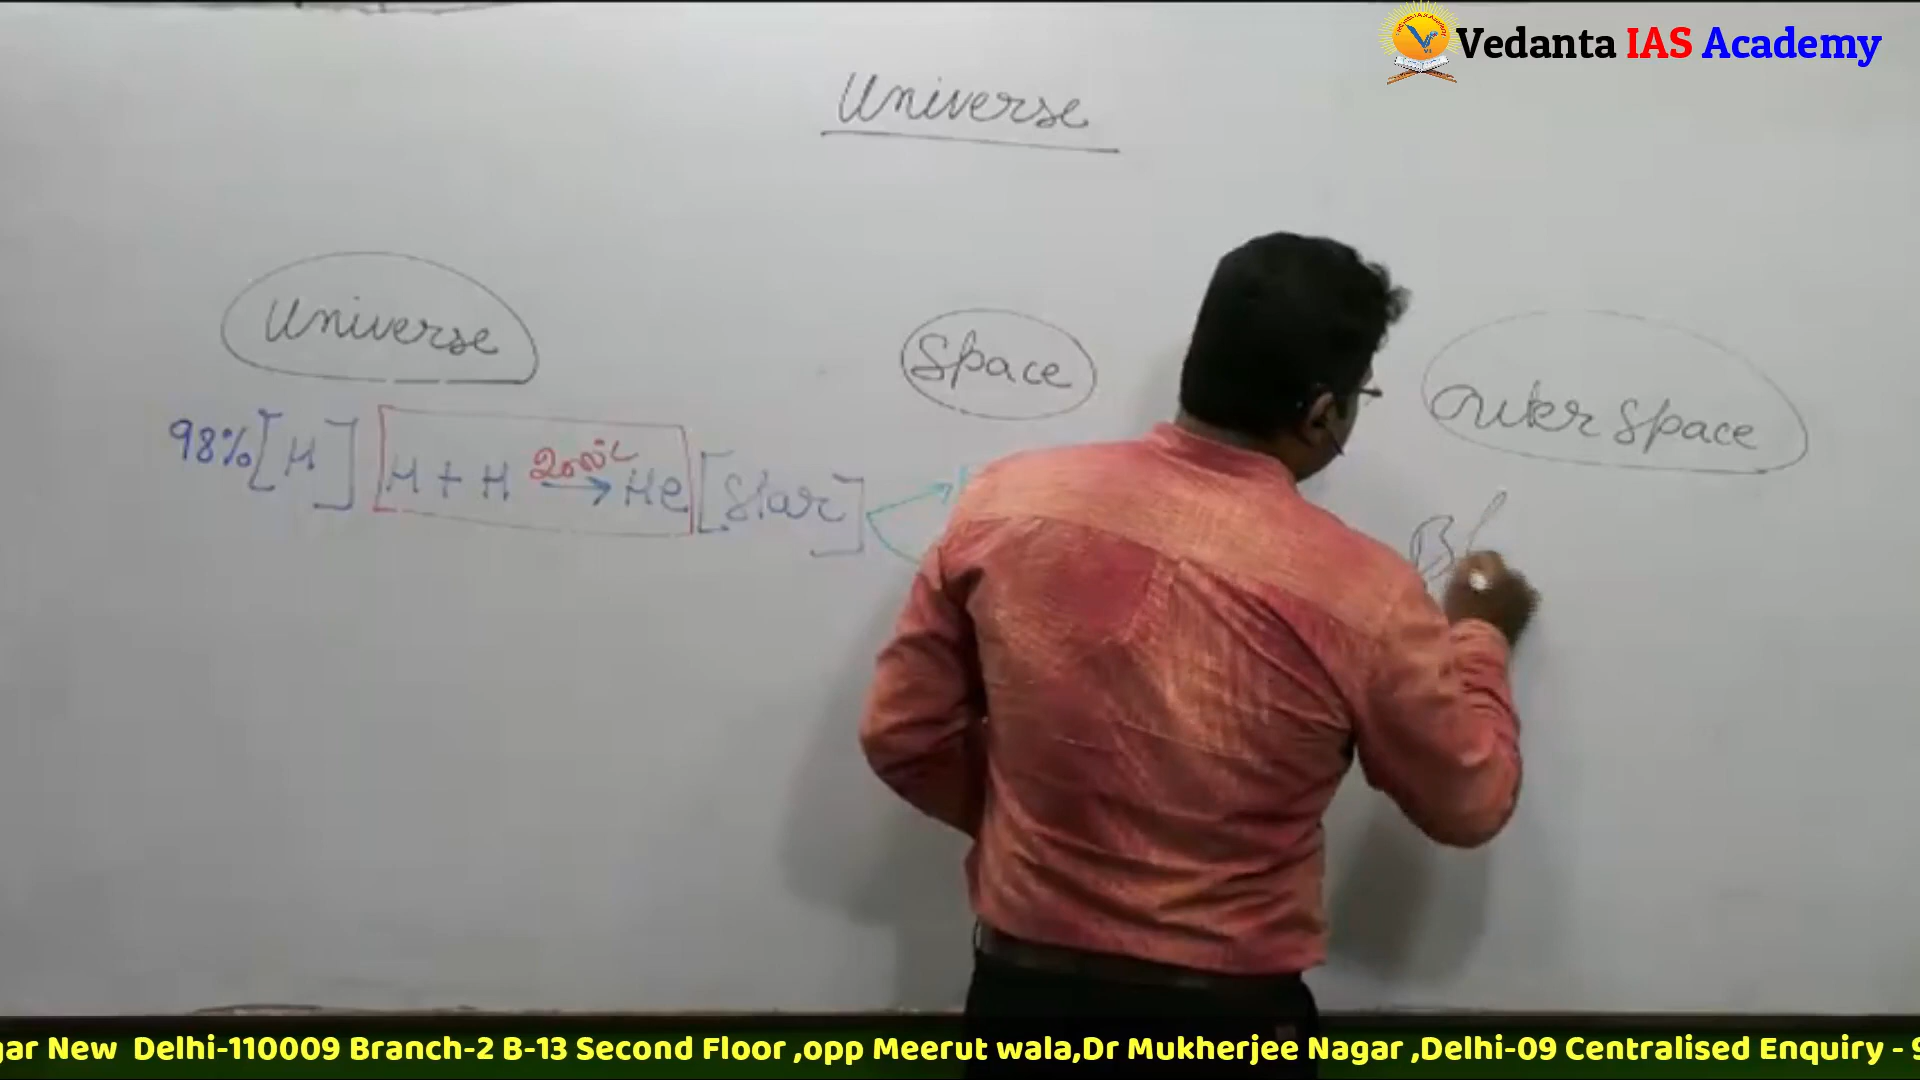 Vedanta IAS Academy
Universe
Universe
Space
outer space
98% [H] H + H → He [Star]
gar New Delhi-110009 Branch-2 B-13 Second Floor ,opp Meerut wala,Dr Mukherjee Nagar ,Delhi-09 Centralised Enquiry - 9